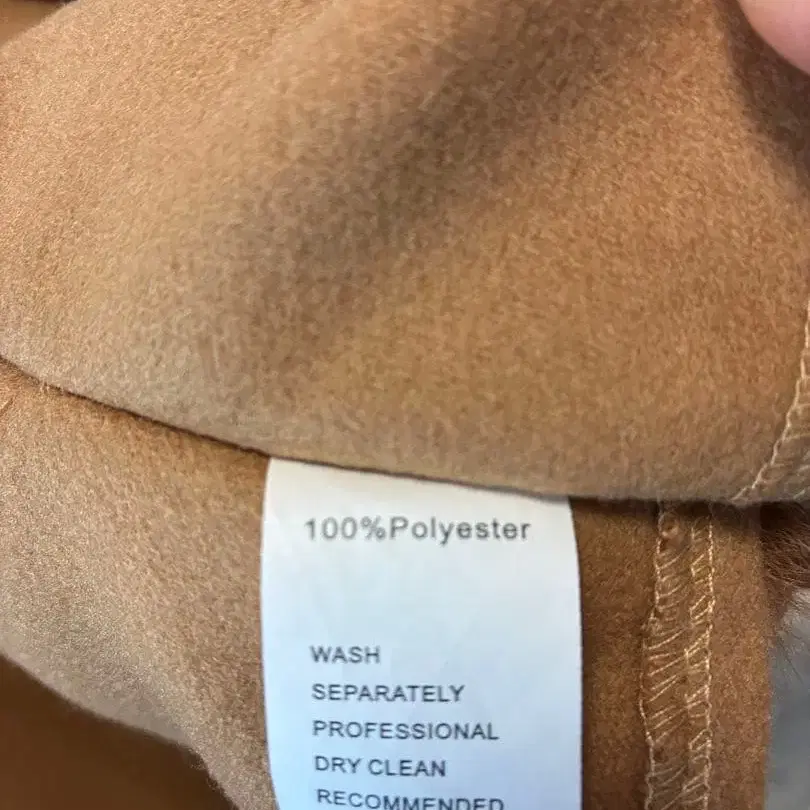 100%Polyester
WASH
SEPARATELY
PROFESSIONAL
DRY CLEAN
RECOMMENDED